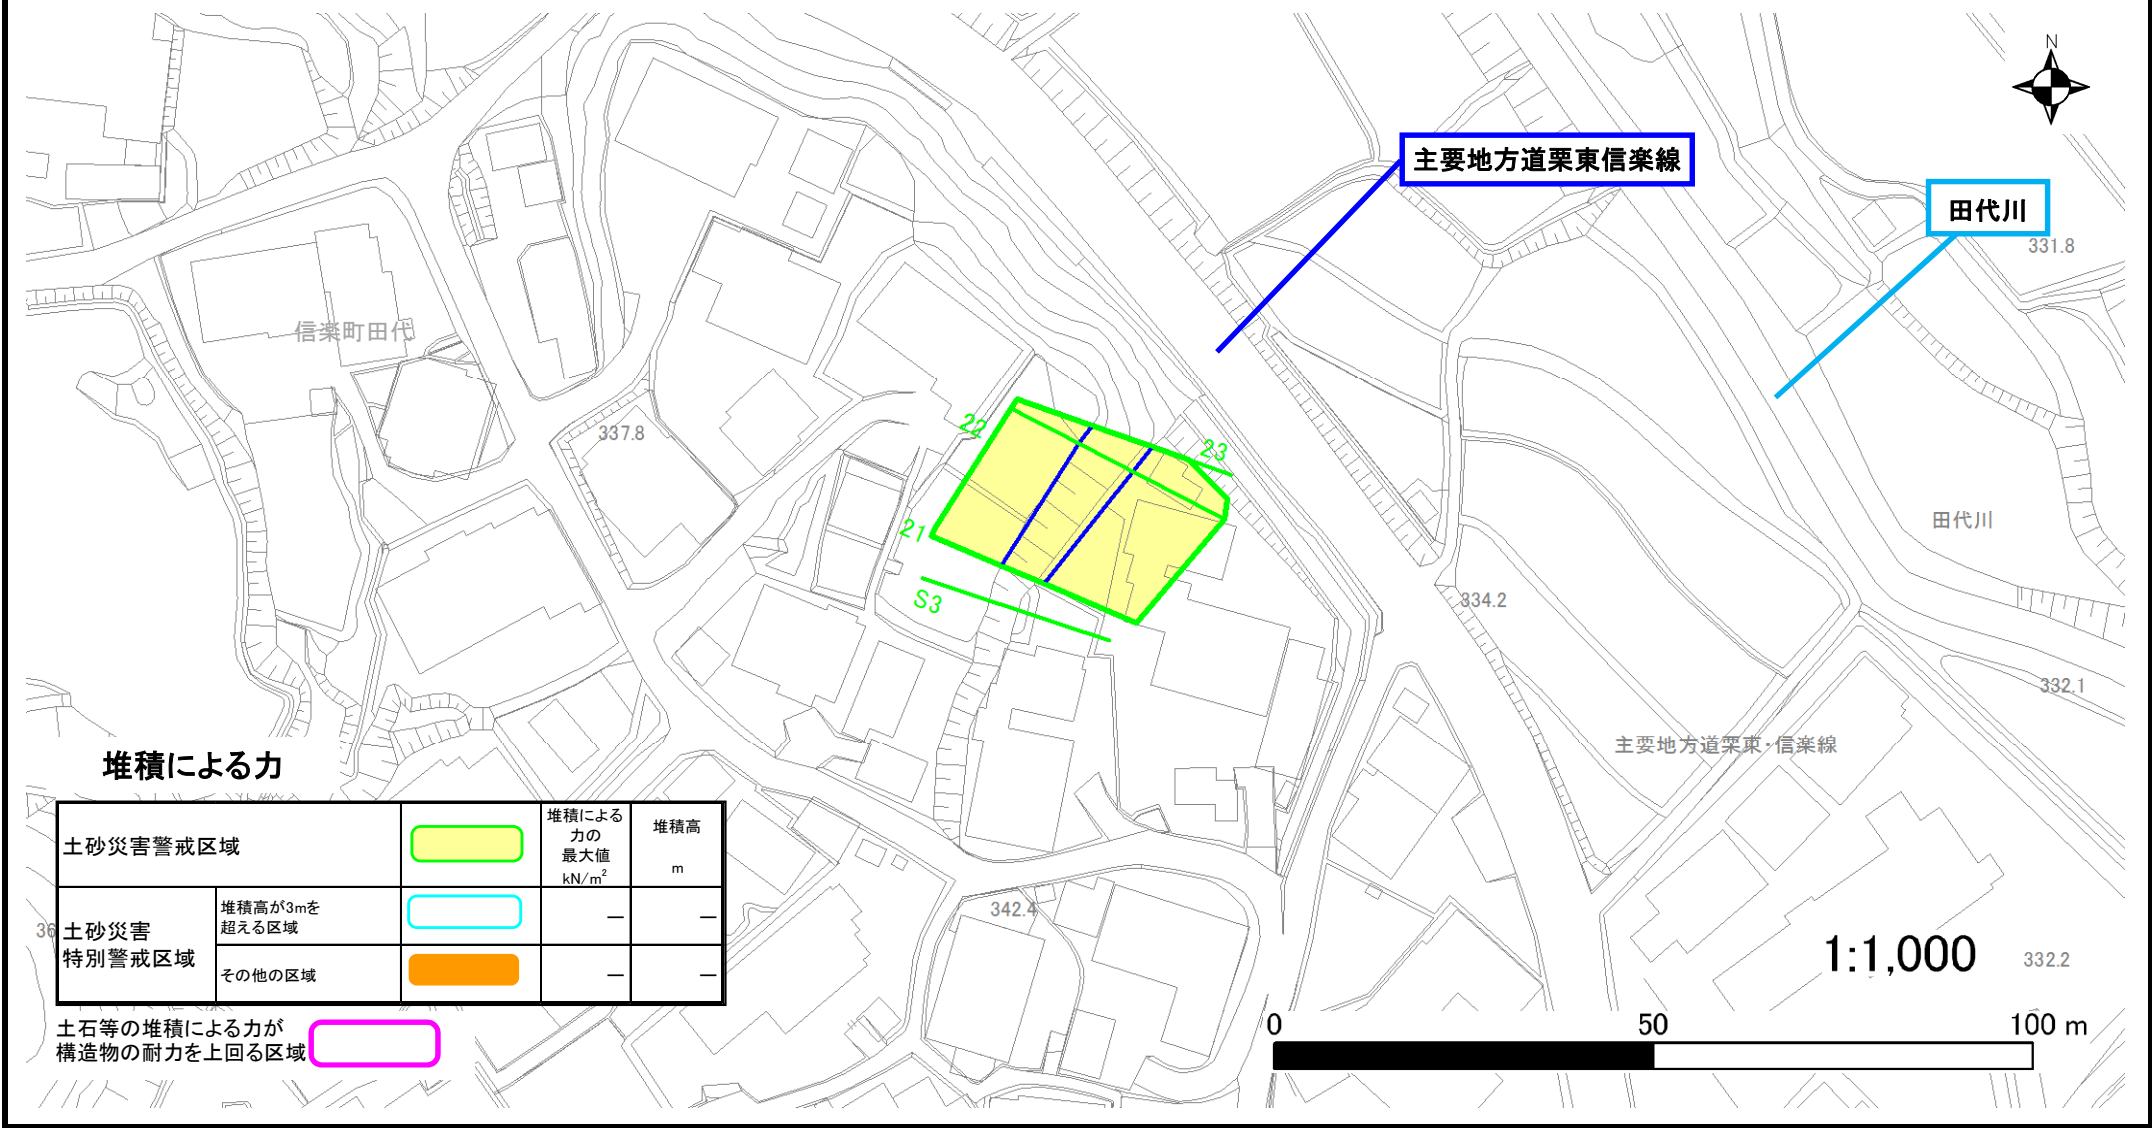 N
主要地方道栗東信楽線
田代川
331.8
信楽町田代
337.8
22
23
21
S3
田代川
334.2
332.1
主要地方道栗東・信楽線
堆積による力
土砂災害警戒区域
堆積による
力の
最大値
kN/m²
堆積高
m
土砂災害
特別警戒区域
堆積高が3mを
超える区域
－
－
その他の区域
－
－
36
342.4
1:1,000
332.2
土石等の堆積による力が
構造物の耐力を上回る区域
0
50
100 m